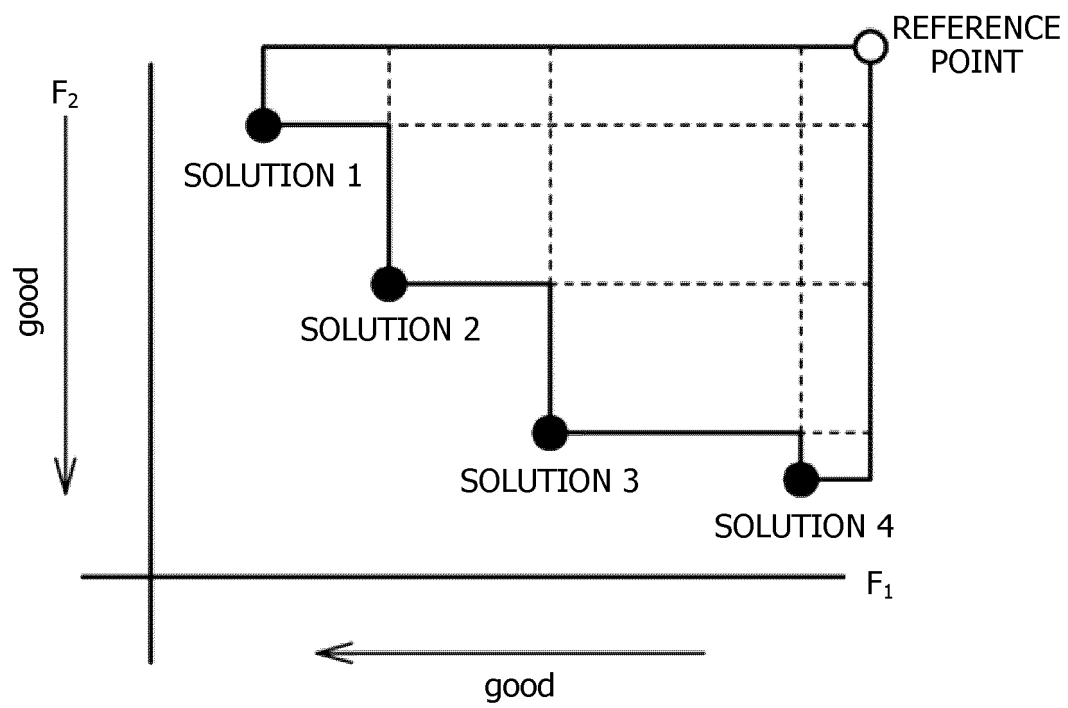 REFERENCE
POINT
F2
SOLUTION 1
good
SOLUTION 2
SOLUTION 3
SOLUTION 4
F1
good